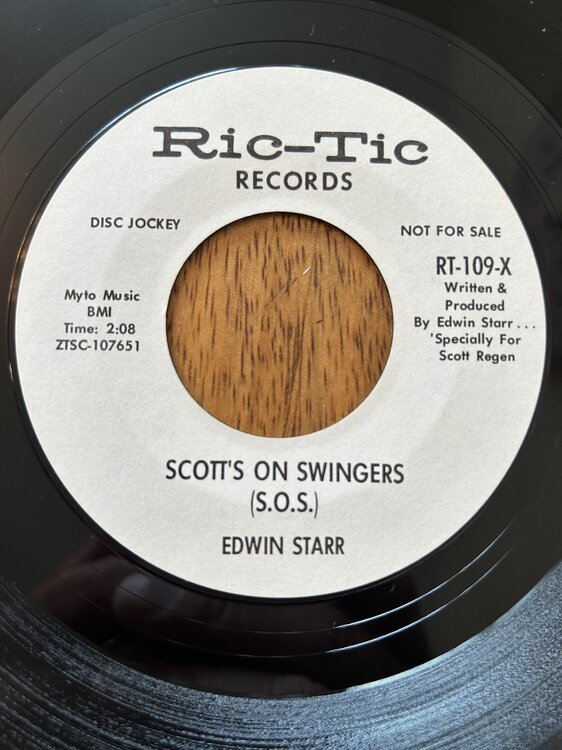 Ric-Tic
RECORDS
DISC JOCKEY
NOT FOR SALE
Myto Music
BMI
Time: 2:08
ZTSC-107651
RT-109-X
Written &
Produced
By Edwin Starr...
'Specially For
Scott Regen
SCOTT'S ON SWINGERS
(S.O.S.)
EDWIN STARR